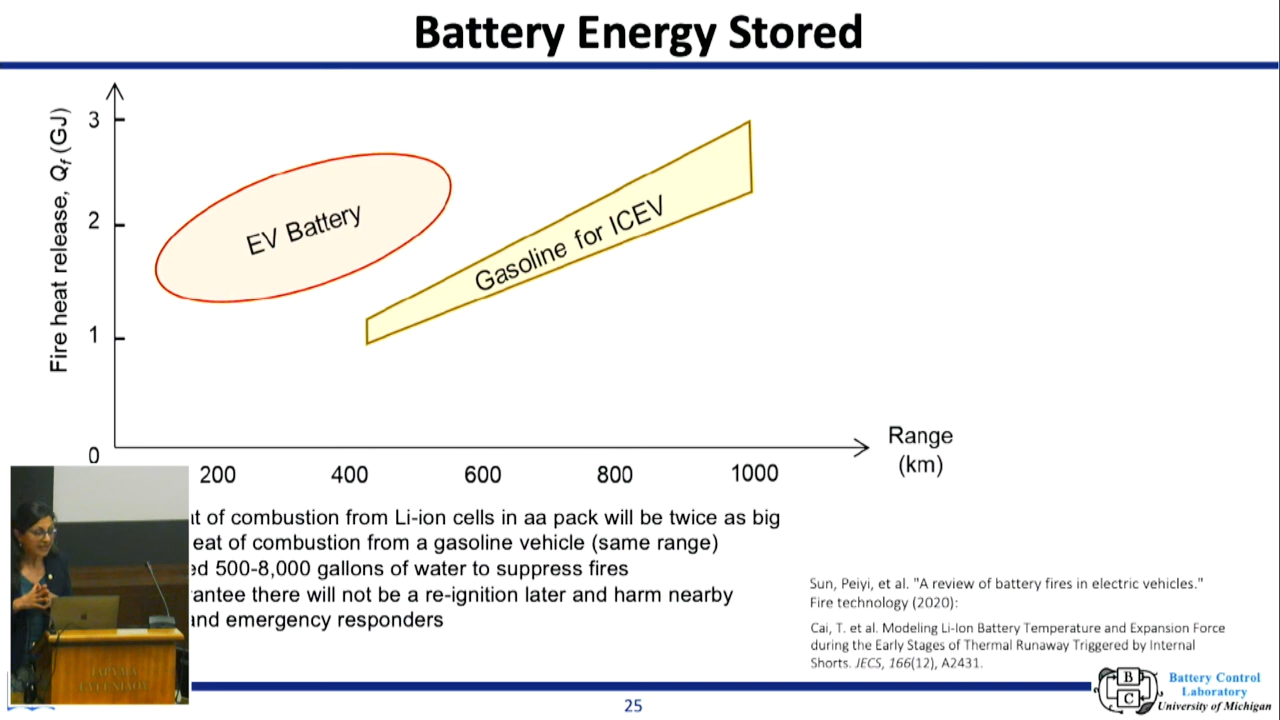 Battery Energy Stored
Fire heat release, Qf (GJ)
3
2
1
0
EV Battery
Gasoline for ICEV
200
400
600
800
1000
Range
(km)
t of combustion from Li-ion cells in aa pack will be twice as big
eat of combustion from a gasoline vehicle (same range)
ed 500-8,000 gallons of water to suppress fires
antee there will not be a re-ignition later and harm nearby
and emergency responders
Sun, Peiyi, et al. "A review of battery fires in electric vehicles."
Fire technology (2020):
Cai, T. et al. Modeling Li-Ion Battery Temperature and Expansion Force
during the Early Stages of Thermal Runaway Triggered by Internal
Shorts. JECS, 166(12), A2431.
B
C
Battery Control
Laboratory
University of Michigan
25